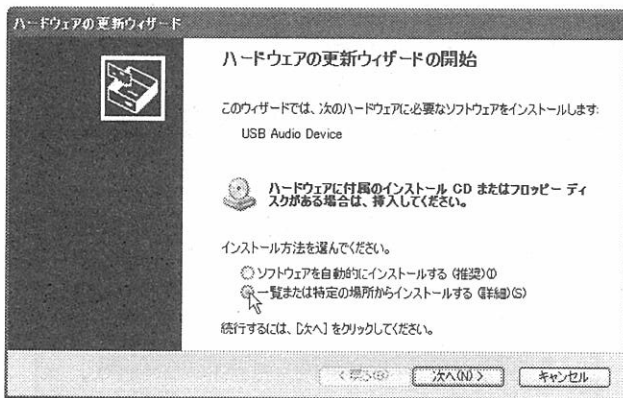 ハードウェアの更新ウィザード
ハードウェアの更新ウィザードの開始
このウィザードでは、次のハードウェアに必要なソフトウェアをインストールします:
USB Audio Device
ハードウェアに付属のインストール CD またはフロッピー ディ
スクがある場合は、挿入してください。
インストール方法を選んでください。
ソフトウェアを自動的にインストールする (推奨)(I)
一覧または特定の場所からインストールする (詳細)(S)
続行するには、[次へ] をクリックしてください。
< 戻る(B) 次へ(N) > キャンセル